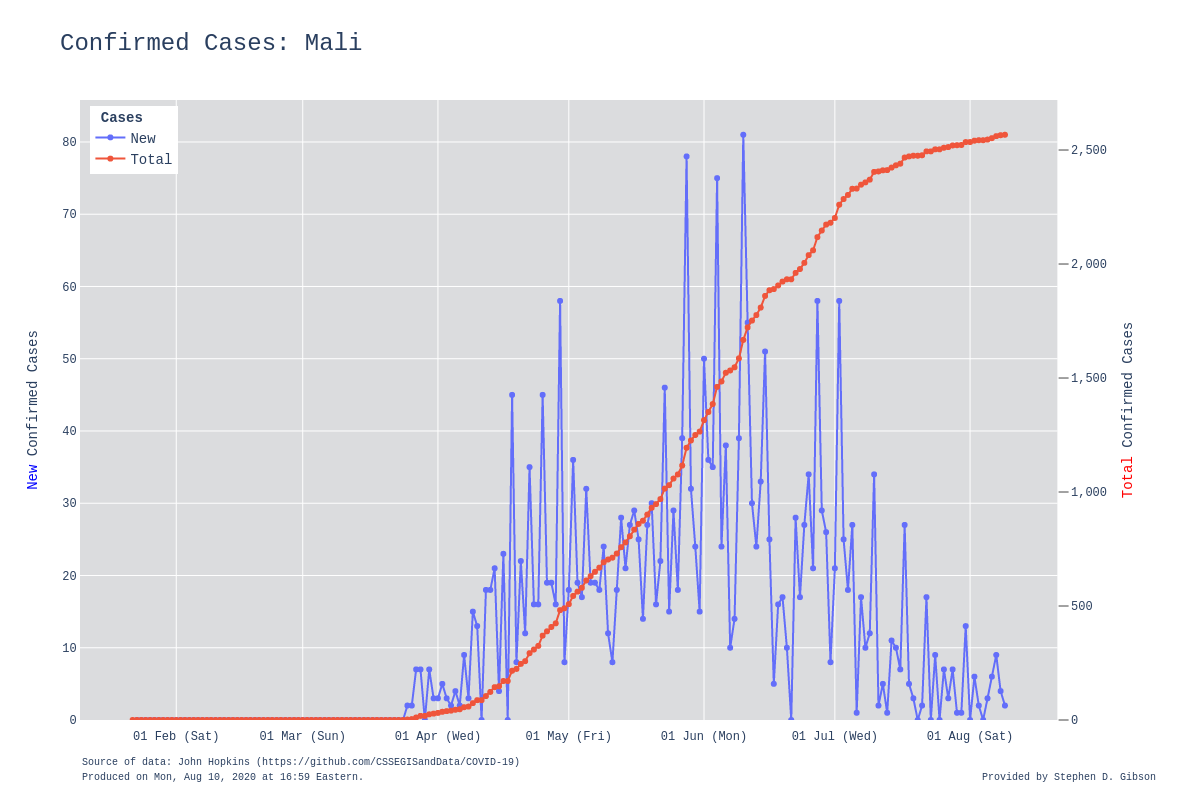 Confirmed Cases: Mali
Cases
New
Total
80
70
60
50
40
30
20
10
0
New Confirmed Cases
2,500
2,000
1,500
1,000
500
0
Total Confirmed Cases
01 Feb (Sat)
01 Mar (Sun)
01 Apr (Wed)
01 May (Fri)
01 Jun (Mon)
01 Jul (Wed)
01 Aug (Sat)
Source of data: John Hopkins (https://github.com/CSSEGISandData/COVID-19)
Produced on Mon, Aug 10, 2020 at 16:59 Eastern.
Provided by Stephen D. Gibson